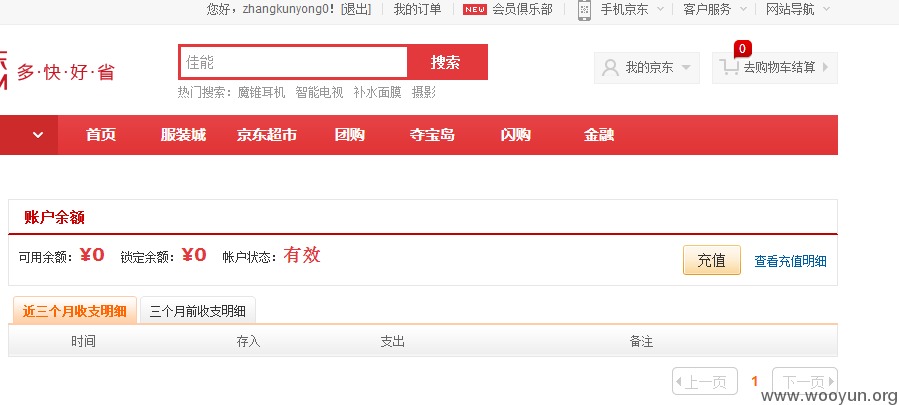 您好，zhangkunyong0！[退出] 我的订单 NEW 会员俱乐部 手机京东 客户服务 网站导航
多·快·好·省
佳能 搜索
我的京东 0 去购物车结算
热门搜索：魔锥耳机 智能电视 补水面膜 摄影
首页 服装城 京东超市 团购 夺宝岛 闪购 金融
账户余额
可用余额：¥0 锁定余额：¥0 帐户状态：有效 充值 查看充值明细
近三个月收支明细 三个月前收支明细
时间 存入 支出 备注
上一页 1 下一页
www.wooyun.org